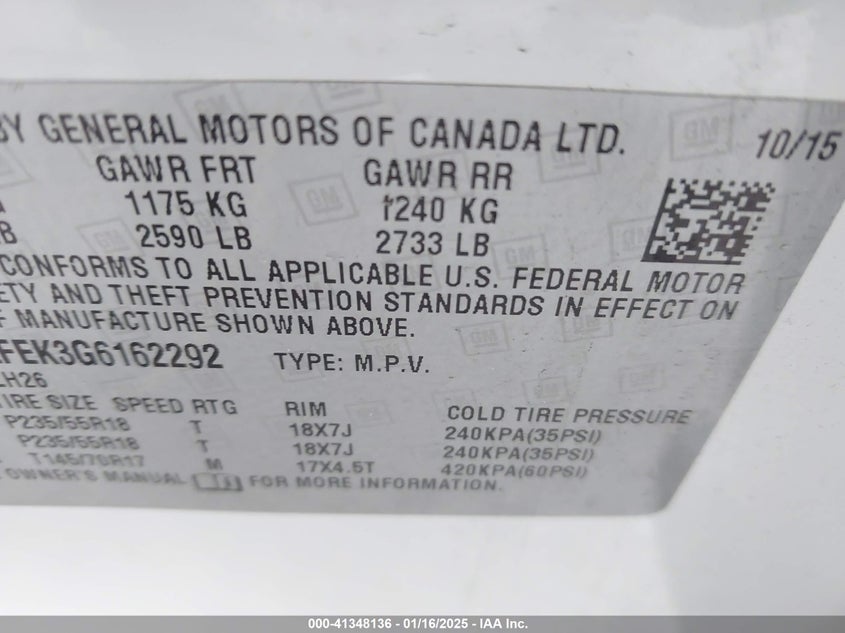 BY GENERAL MOTORS OF CANADA LTD. 10/15
GAWR FRT GAWR RR
1175 KG 1240 KG
B 2590 LB 2733 LB
CONFORMS TO ALL APPLICABLE U.S. FEDERAL MOTOR
ETY AND THEFT PREVENTION STANDARDS IN EFFECT ON
F MANUFACTURE SHOWN ABOVE.
FEK3G6162292 TYPE: M.P.V.
LH26
TIRE SIZE SPEED RTG RIM COLD TIRE PRESSURE
P235/55R18 T 18X7J 240KPA(35PSI)
P235/55R18 T 18X7J 240KPA(35PSI)
T145/70R17 M 17X4.5T 420KPA(60PSI)
OWNER'S MANUAL FOR MORE INFORMATION.
000-41348136 - 01/16/2025 - IAA Inc.